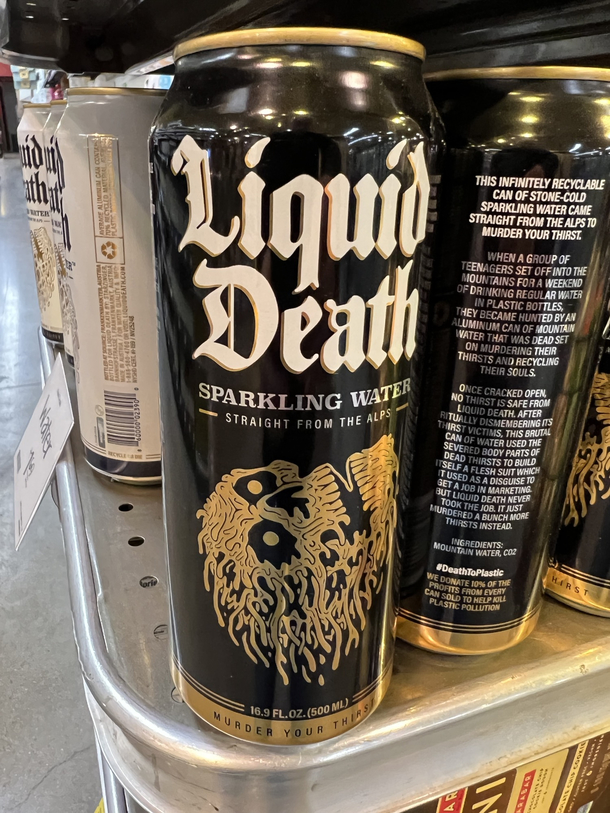 Liquid
Death
SPARKLING WATER
STRAIGHT FROM THE ALPS
16.9 FL.OZ.(500 ML)
MURDER YOUR THIRS
THIS INFINITELY RECYCLABLE
CAN OF STONE-COLD
SPARKLING WATER CAME
STRAIGHT FROM THE ALPS TO
MURDER YOUR THIRST.
WHEN A GROUP OF
TEENAGERS SET OFF INTO THE
MOUNTAINS FOR A WEEKEND
OF DRINKING REGULAR WATER
IN PLASTIC BOTTLES,
THEY BECAME HUNTED BY AN
ALUMINUM CAN OF MOUNTAIN
WATER THAT WAS DEAD SET
ON MURDERING THEIR
THIRSTS AND RECYCLING
THEIR SOULS.
ONCE CRACKED OPEN,
NO THIRST IS SAFE FROM
LIQUID DEATH. AFTER
RITUALLY DISMEMBERING ITS
THIRST VICTIMS, THIS BRUTAL
CAN OF WATER USED THE
SEVERED BODY PARTS OF
DEAD THIRSTS TO BUILD
ITSELF A FLESH SUIT WHICH
IT USED AS A DISGUISE TO
GET A JOB IN MARKETING.
BUT LIQUID DEATH NEVER
TOOK THE JOB. IT JUST
MURDERED A BUNCH MORE
THIRSTS INSTEAD.
INGREDIENTS:
MOUNTAIN WATER, CO2
#DeathToPlastic
WE DONATE 10% OF THE
PROFITS FROM EVERY
CAN SOLD TO HELP KILL
PLASTIC POLLUTION
HIRST
uid
ath
uid
ath
Water